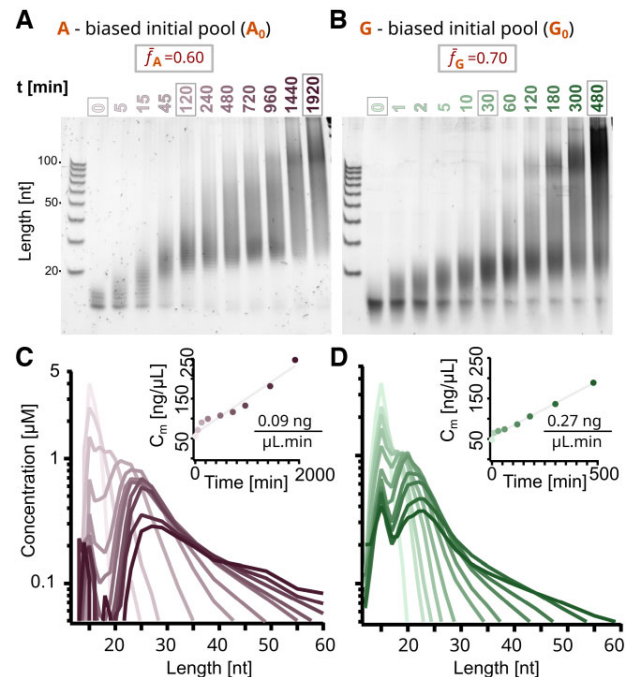 A
A - biased initial pool (A₀)
f̄_A=0.60
t [min]
0 5 15 45 120 240 480 720 960 1440 1920
Length [nt]
100
50
20
B
G - biased initial pool (G₀)
f̄_G=0.70
0 1 2 5 10 30 60 120 180 300 480
C
Concentration [µM]
5
1
0.1
20 30 40 50 60
Length [nt]
Cₘ [ng/µL]
250
150
50
0 2000
Time [min]
0.09 ng
µL.min
D
20 30 40 50 60
Length [nt]
Cₘ [ng/µL]
250
150
50
0 500
Time [min]
0.27 ng
µL.min